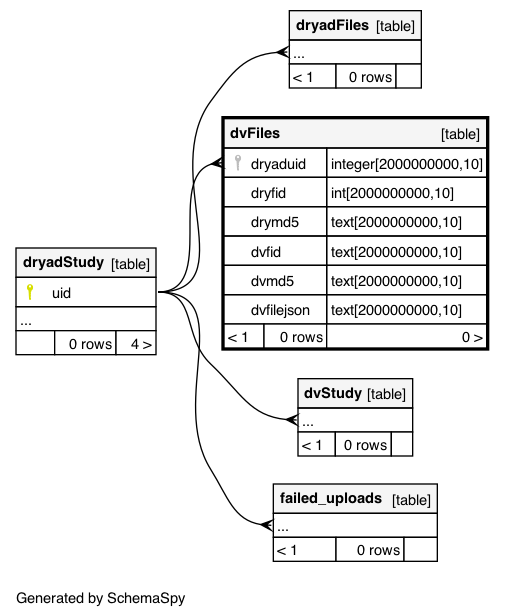 dryadFiles [table]
...
< 1 0 rows
dvFiles [table]
dryaduid integer[2000000000,10]
dryfid int[2000000000,10]
drymd5 text[2000000000,10]
dvfid text[2000000000,10]
dvmd5 text[2000000000,10]
dvfilejson text[2000000000,10]
< 1 0 rows 0 >
dryadStudy [table]
uid
...
0 rows 4 >
dvStudy [table]
...
< 1 0 rows
failed_uploads [table]
...
< 1 0 rows
Generated by SchemaSpy